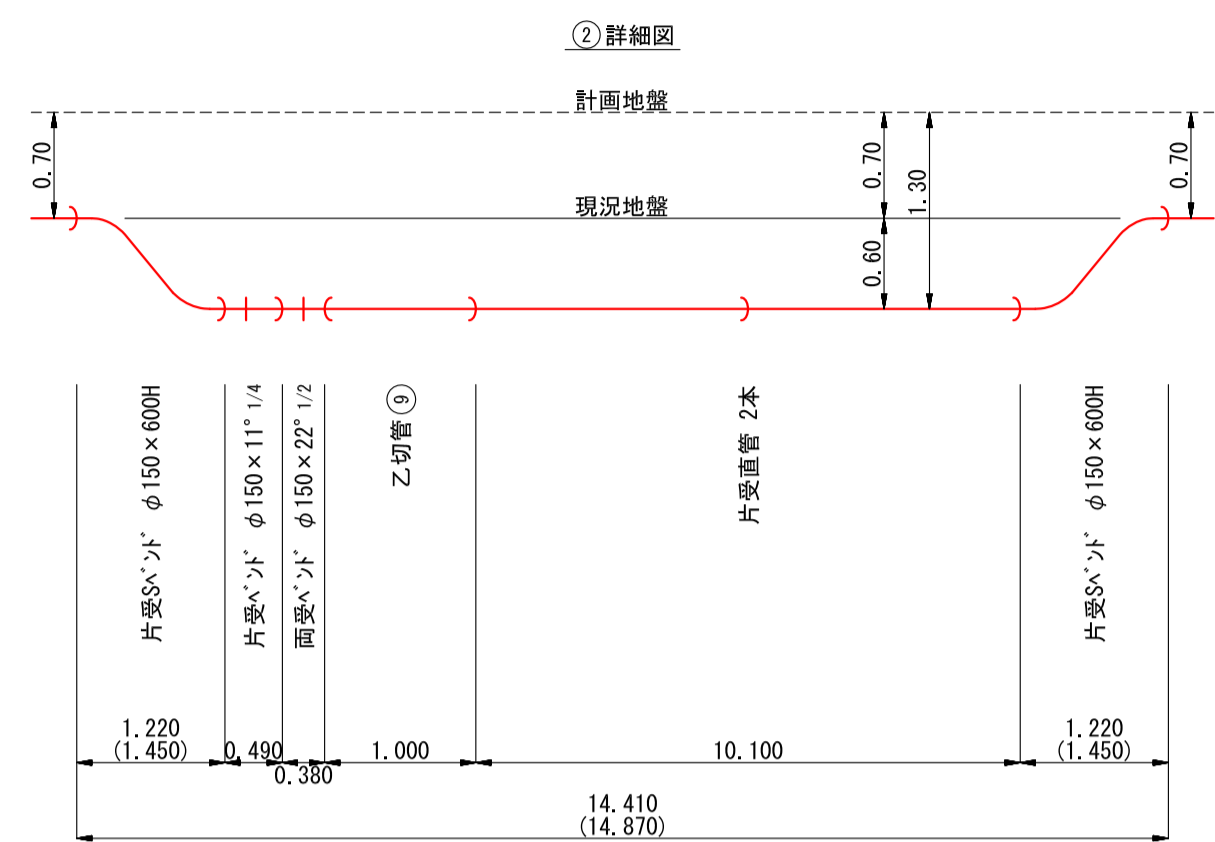 ②詳細図
計画地盤
0.70
0.70
1.30
0.70
現況地盤
0.60
片受Sベンド φ150×600H
片受ベンド φ150×11° 1/4
両受ベンド φ150×22° 1/2
乙切管⑨
片受直管 2本
片受Sベンド φ150×600H
1.220
(1.450)
0.490
0.380
1.000
10.100
1.220
(1.450)
14.410
(14.870)